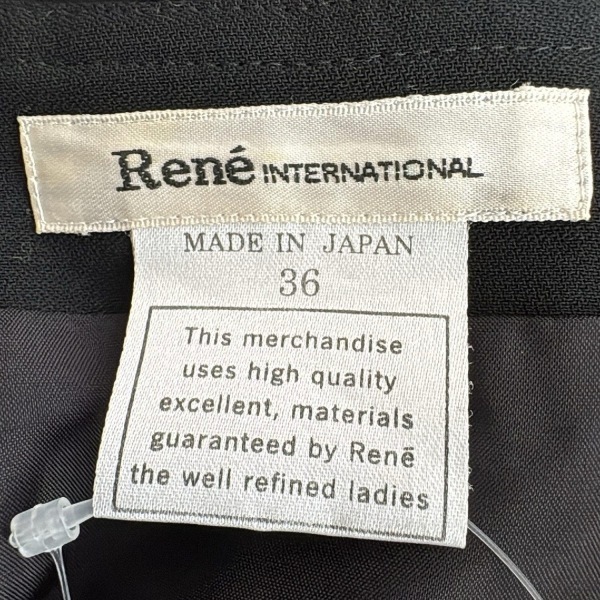 René INTERNATIONAL
MADE IN JAPAN
36
This merchandise
uses high quality
excellent, materials
guaranteed by Renē
the well refined ladies